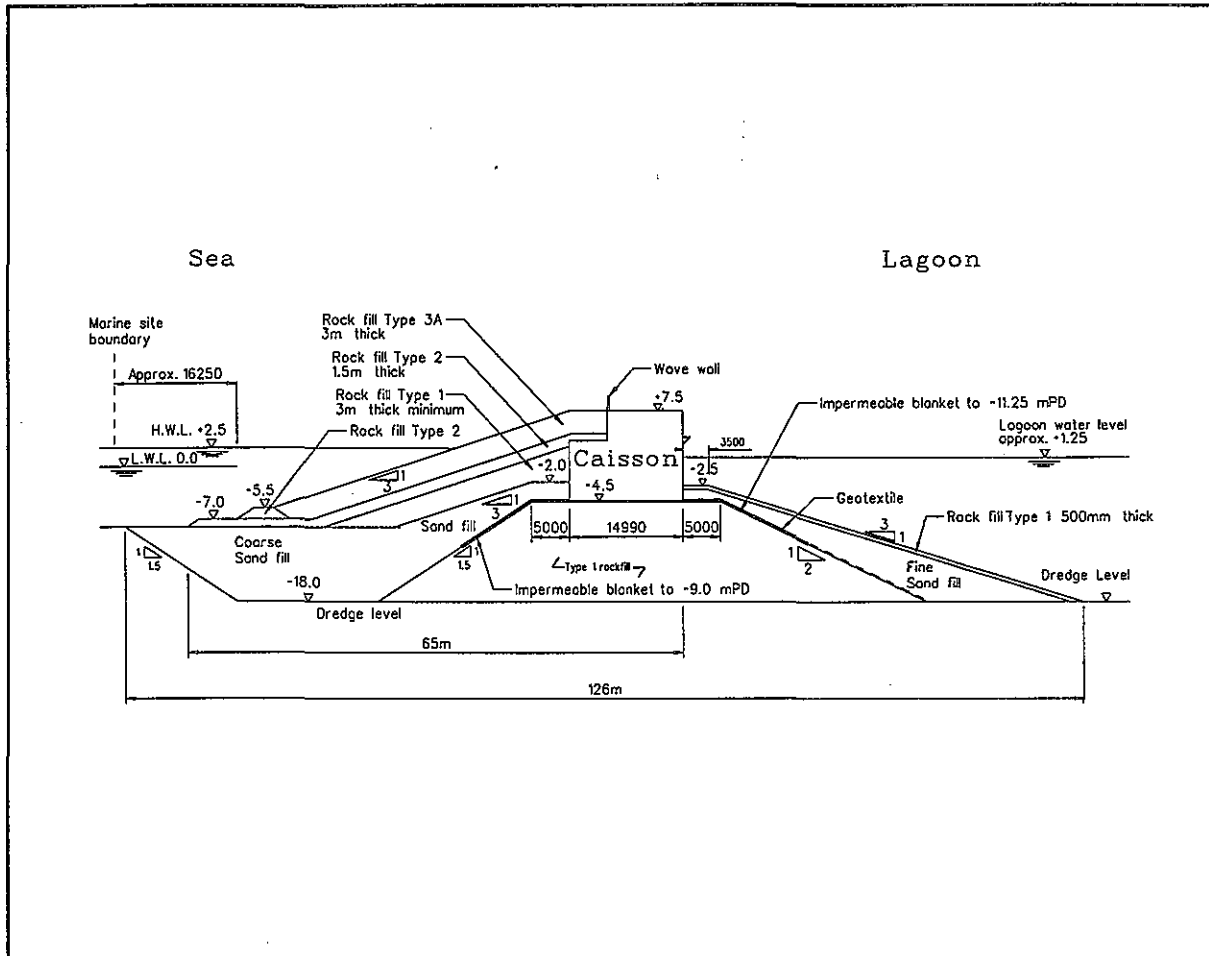 Sea
Lagoon
Marine site
boundary
Approx. 16250
H.W.L. +2.5
L.W.L. 0.0
Rock fill Type 3A
3m thick
Rock fill Type 2
1.5m thick
Rock fill Type 1
3m thick minimum
Rock fill Type 2
Wave wall
+7.5
Impermeable blanket to -11.25 mPD
Lagoon water level
approx. +1.25
3500
Caisson
-2.0
-2.5
-4.5
-5.5
-7.0
1
3
Geotextile
Rock fill Type 1 500mm thick
3
1
Sand fill
1
3
5000
14990
5000
Coarse
Sand fill
1
1.5
1
1.5
Type 1 rockfill
1
2
Fine
Sand fill
Dredge Level
-18.0
Dredge level
Impermeable blanket to -9.0 mPD
65m
126m